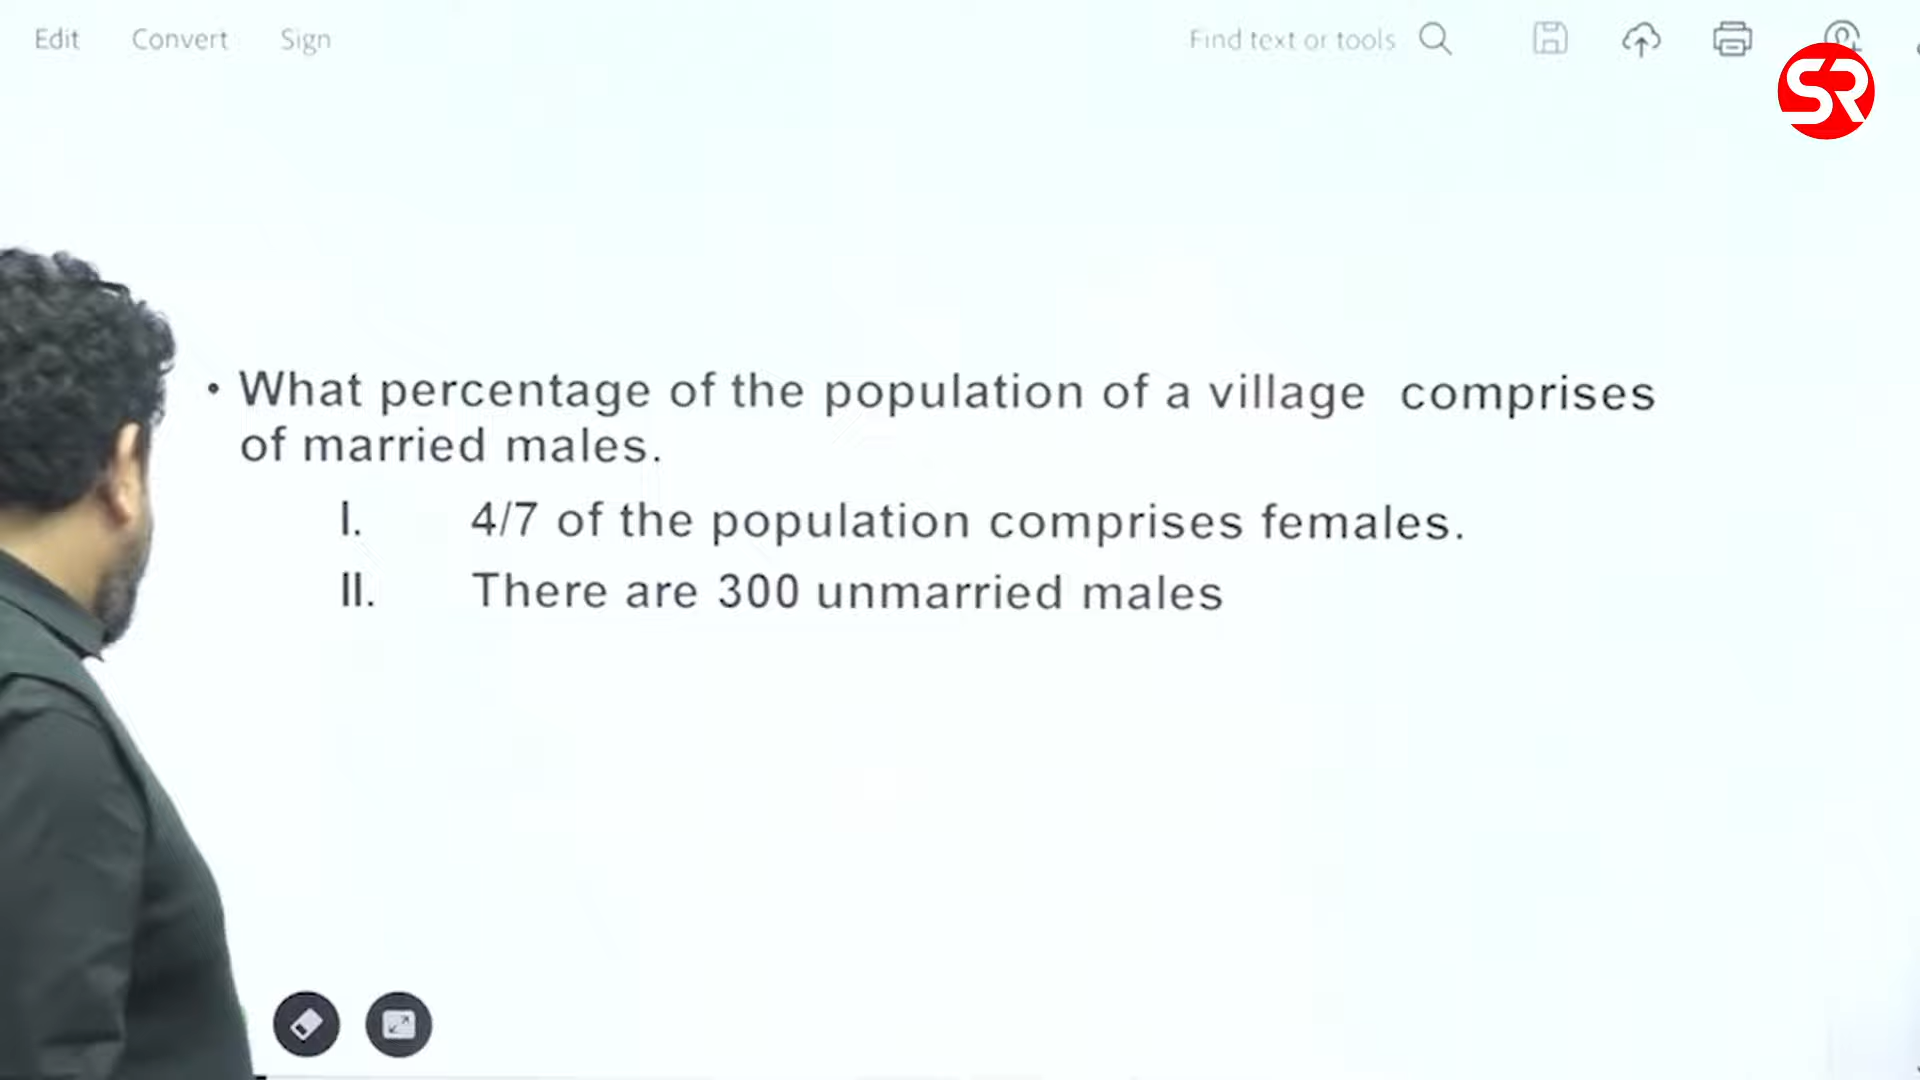 Edit Convert Sign Find text or tools
SR
• What percentage of the population of a village comprises
of married males.
I. 4/7 of the population comprises females.
II. There are 300 unmarried males